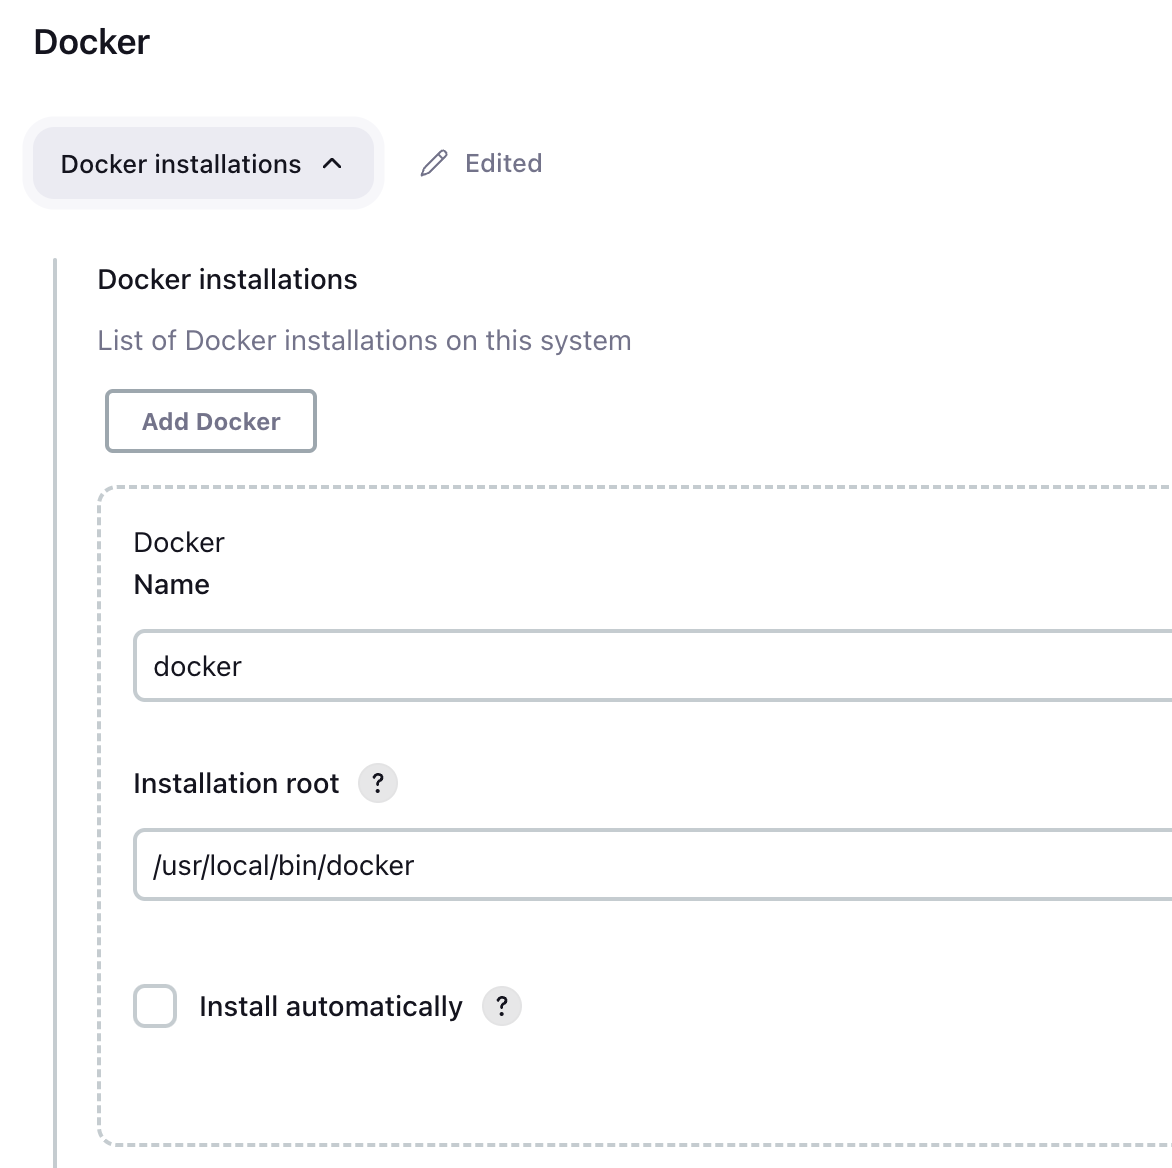 Docker
Docker installations
Edited
Docker installations
List of Docker installations on this system
Add Docker
Docker
Name
docker
Installation root ?
/usr/local/bin/docker
Install automatically ?